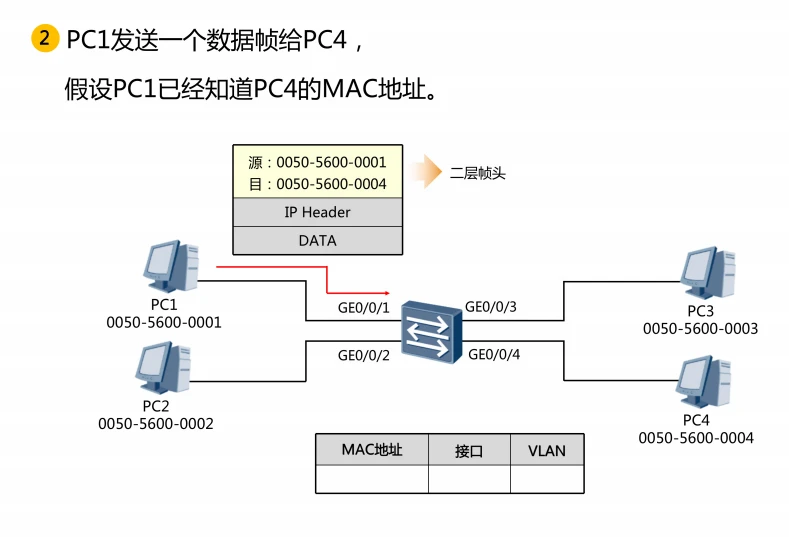 2 PC1发送一个数据帧给PC4，
假设PC1已经知道PC4的MAC地址。
源：0050-5600-0001
目：0050-5600-0004
二层帧头
IP Header
DATA
PC1
0050-5600-0001
GE0/0/1
GE0/0/3
PC3
0050-5600-0003
GE0/0/2
GE0/0/4
PC2
0050-5600-0002
PC4
0050-5600-0004
MAC地址 接口 VLAN